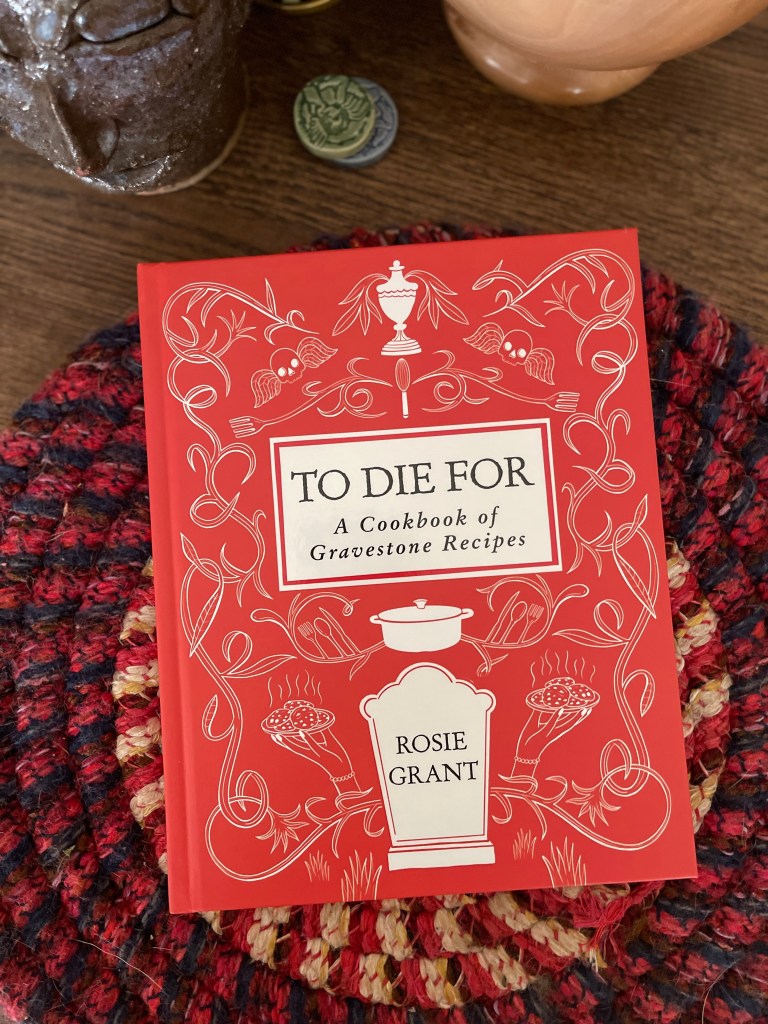 TO DIE FOR
A Cookbook of
Gravestone Recipes
ROSIE
GRANT